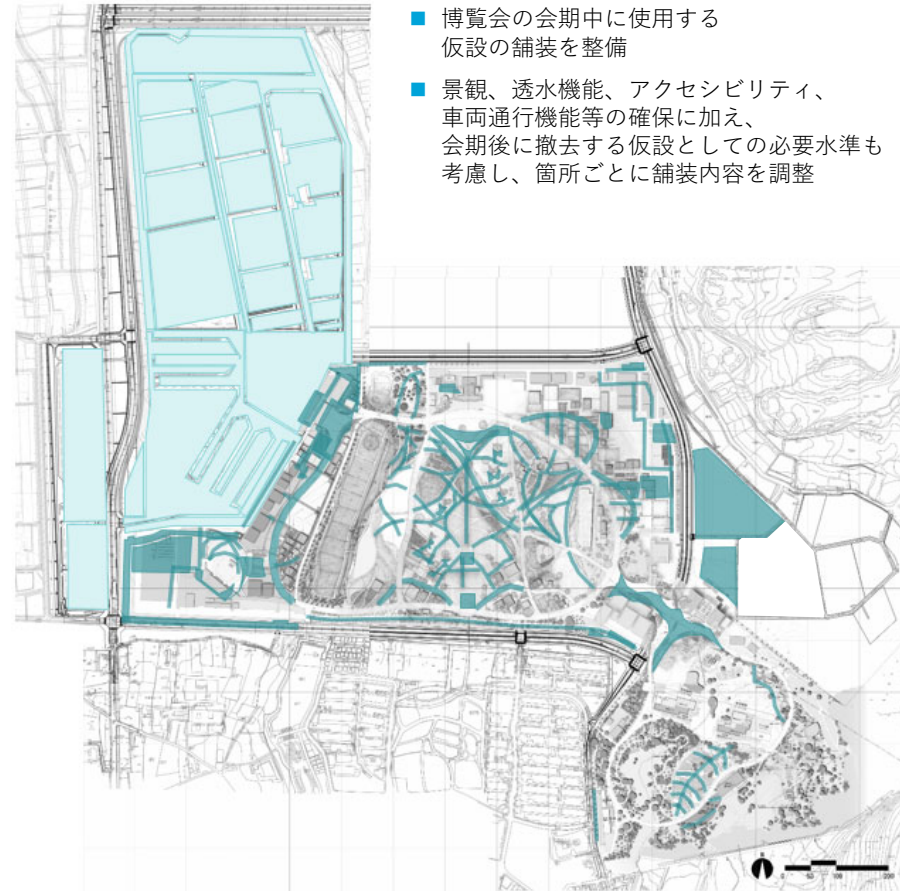 ■ 博覧会の会期中に使用する
仮設の舗装を整備
■ 景観、透水機能、アクセシビリティ、
車両通行機能等の確保に加え、
会期後に撤去する仮設としての必要水準も
考慮し、箇所ごとに舗装内容を調整
0 50 100 200